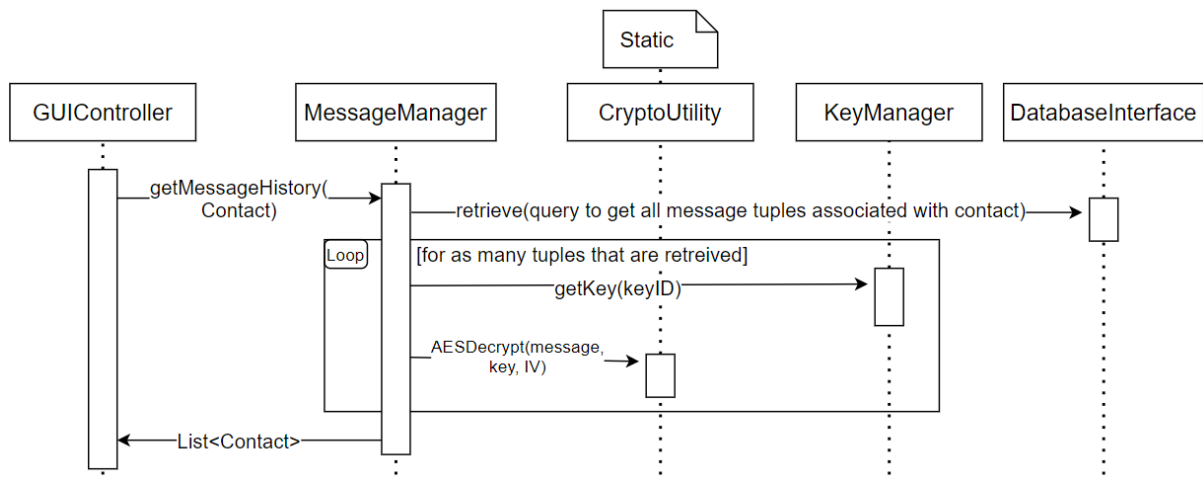 Static
GUIController
MessageManager
CryptoUtility
KeyManager
DatabaseInterface
getMessageHistory(
Contact)
retrieve(query to get all message tuples associated with contact)
Loop
[for as many tuples that are retreived]
getKey(keyID)
AESDecrypt(message,
key, IV)
List<Contact>